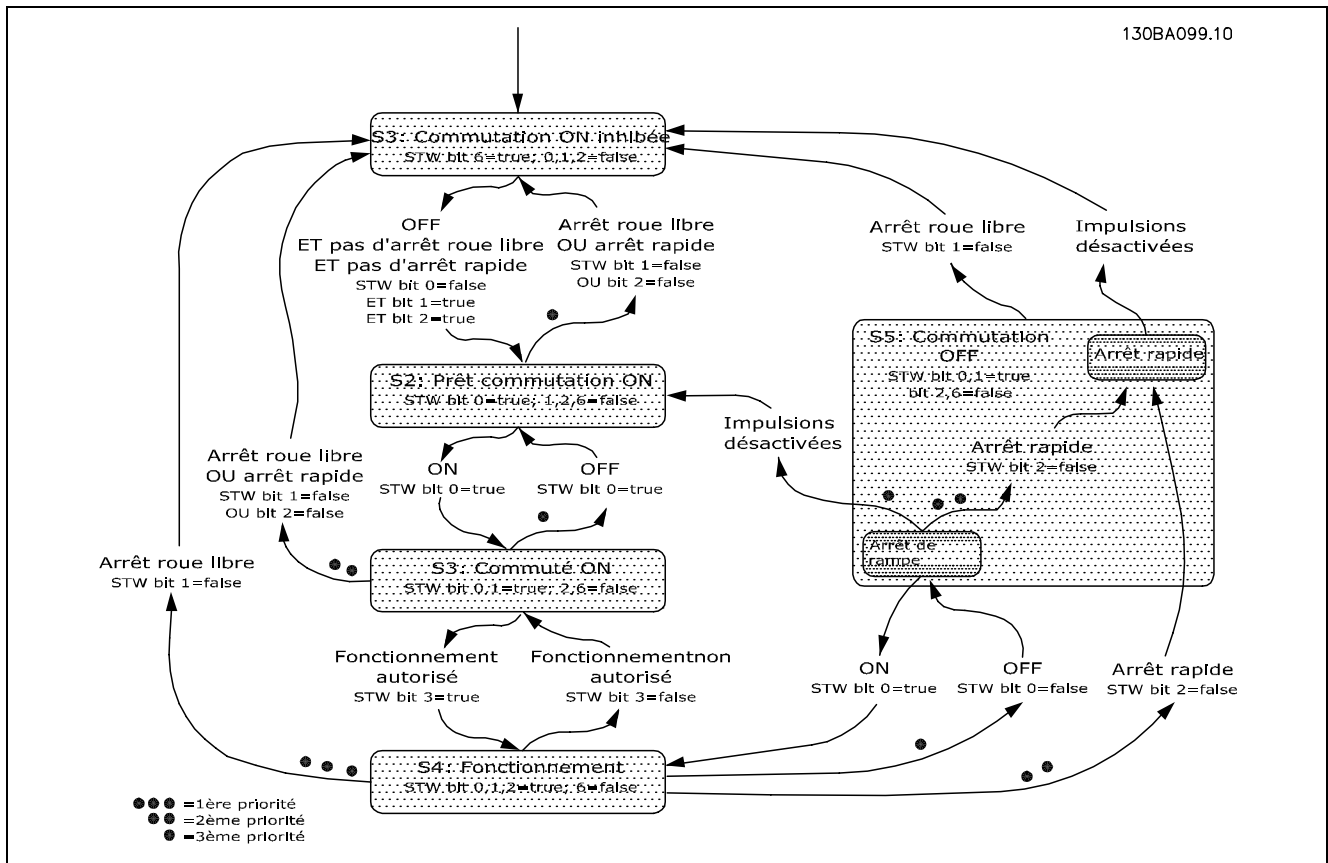 130BA099.10
S3: Commutation ON inhibée
STW bit 6=true; 0,1,2=false
OFF
ET pas d'arrêt roue libre
ET pas d'arrêt rapide
STW bit 0=false
ET bit 1=true
ET bit 2=true
Arrêt roue libre
OU arrêt rapide
STW bit 1=false
OU bit 2=false
Arrêt roue libre
STW bit 1=false
Impulsions
désactivées
S2: Prêt commutation ON
STW bit 0=true; 1,2,6=false
S5: Commutation
OFF
STW bit 0,1=true
bit 2,6=false
Arrêt rapide
Impulsions
désactivées
Arrêt rapide
STW bit 2=false
Arrêt de
rampe
Arrêt roue libre
OU arrêt rapide
STW bit 1=false
OU bit 2=false
ON
STW bit 0=true
OFF
STW bit 0=true
Arrêt roue libre
STW bit 1=false
S3: Commuté ON
STW bit 0,1=true; 2,6=false
Fonctionnement
autorisé
STW bit 3=true
Fonctionnementnon
autorisé
STW bit 3=false
ON
STW bit 0=true
OFF
STW bit 0=false
Arrêt rapide
STW bit 2=false
S4: Fonctionnement
STW bit 0,1,2=true; 6=false
=1ère priorité
=2ème priorité
=3ème priorité